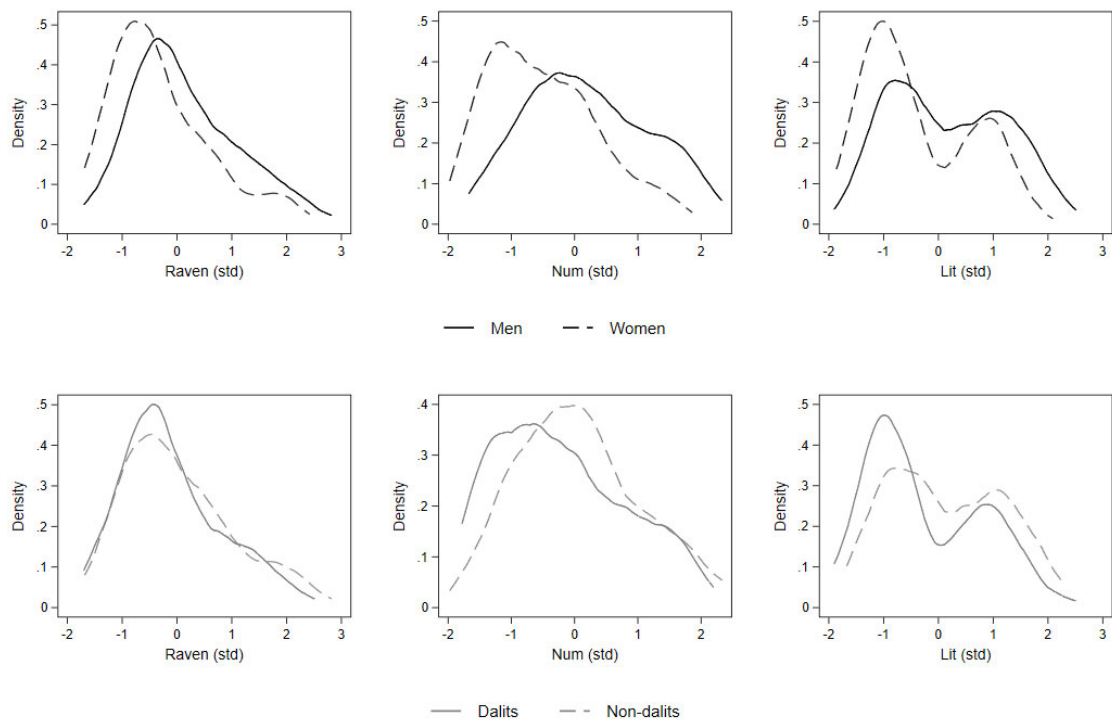 .5
.4
.3
.2
.1
0
Density
-2 -1 0 1 2 3
Raven (std)
.5
.4
.3
.2
.1
0
Density
-2 -1 0 1 2
Num (std)
.5
.4
.3
.2
.1
0
Density
-2 -1 0 1 2 3
Lit (std)
Men Women
.5
.4
.3
.2
.1
0
Density
-2 -1 0 1 2 3
Raven (std)
.4
.3
.2
.1
0
Density
-2 -1 0 1 2
Num (std)
.5
.4
.3
.2
.1
0
Density
-2 -1 0 1 2 3
Lit (std)
Dalits Non-dalits